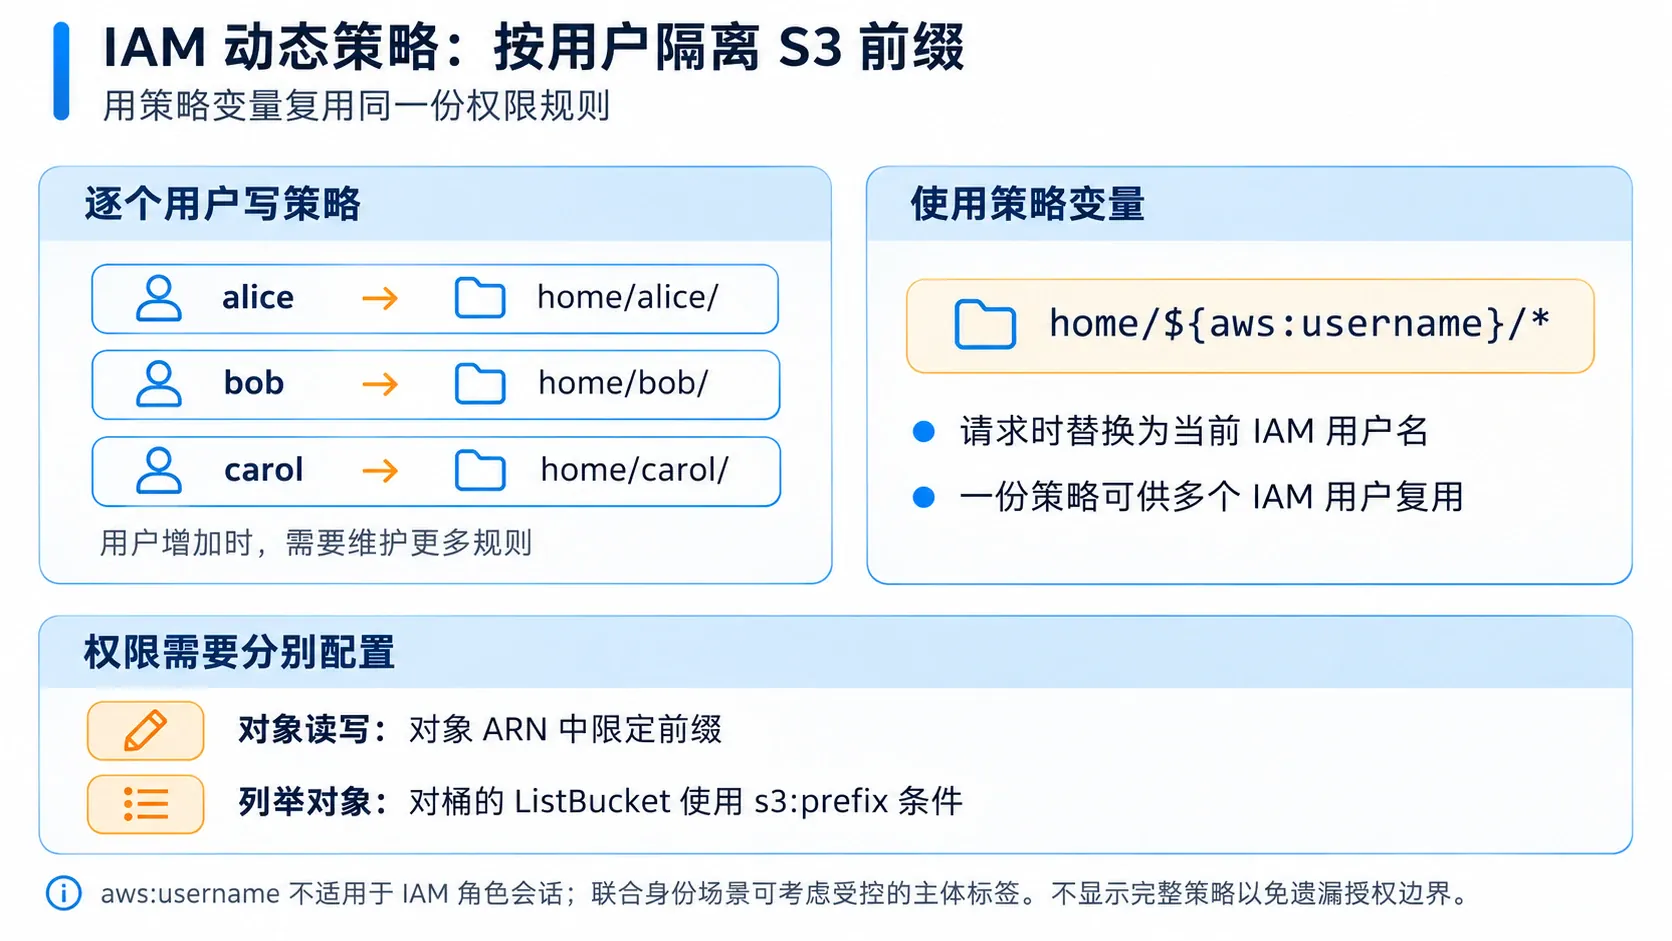 IAM 动态策略：按用户隔离 S3 前缀
用策略变量复用同一份权限规则
逐个用户写策略
alice → home/alice/
bob → home/bob/
carol → home/carol/
用户增加时，需要维护更多规则
使用策略变量
home/${aws:username}/*
请求时替换为当前 IAM 用户名
一份策略可供多个 IAM 用户复用
权限需要分别配置
对象读写：对象 ARN 中限定前缀
列举对象：对桶的 ListBucket 使用 s3:prefix 条件
aws:username 不适用于 IAM 角色会话；联合身份场景可考虑受控的主体标签。不显示完整策略以免遗漏授权边界。